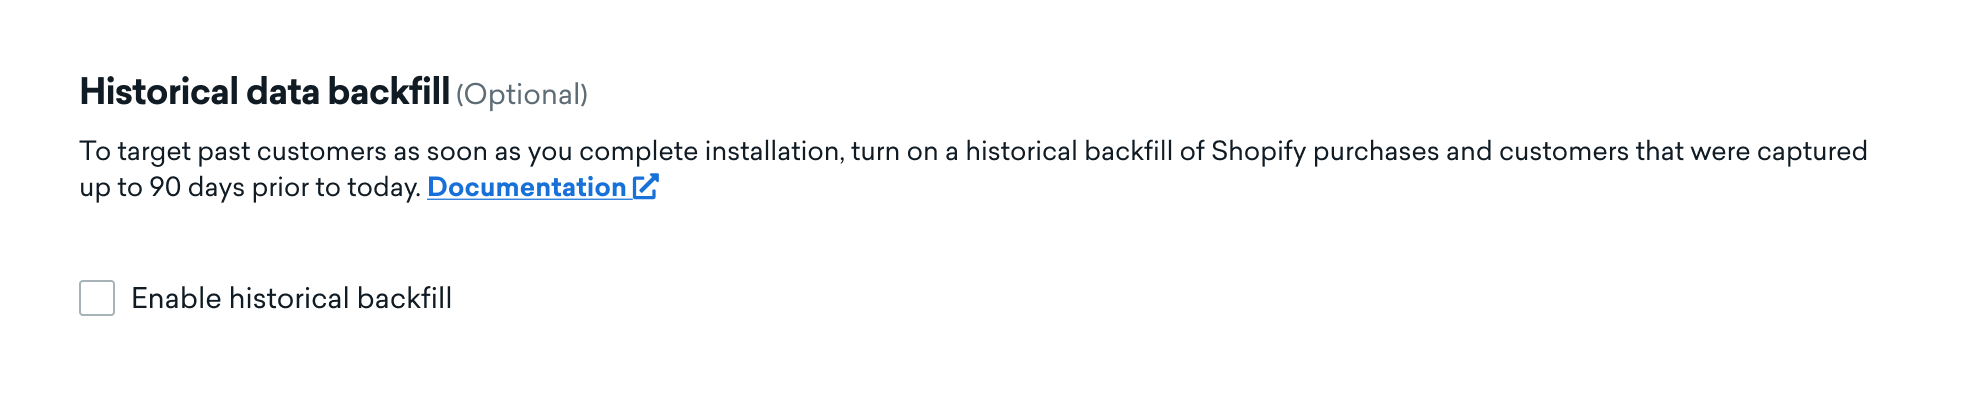 Historical data backfill (Optional)
To target past customers as soon as you complete installation, turn on a historical backfill of Shopify purchases and customers that were captured
up to 90 days prior to today. Documentation
Enable historical backfill